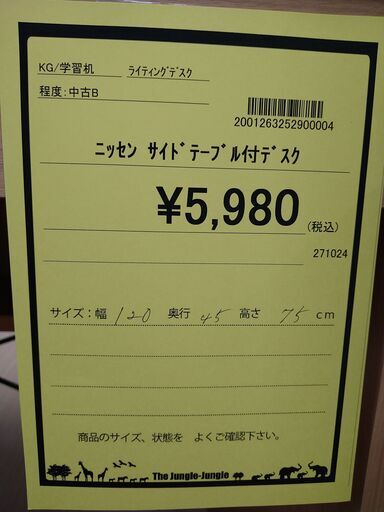 KG/学習机 ﾗｲﾃｨﾝｸﾞﾃﾞｽｸ
程度:中古B
2001263252900004
ﾆｯｾﾝ ｻｲﾄﾞﾃｰﾌﾞﾙ付ﾃﾞｽｸ
¥5,980 (税込)
271024
サイズ:幅 120 奥行 45 高さ 75 cm
商品のサイズ、状態を よくご確認下さい。
The Jungle-Jungle